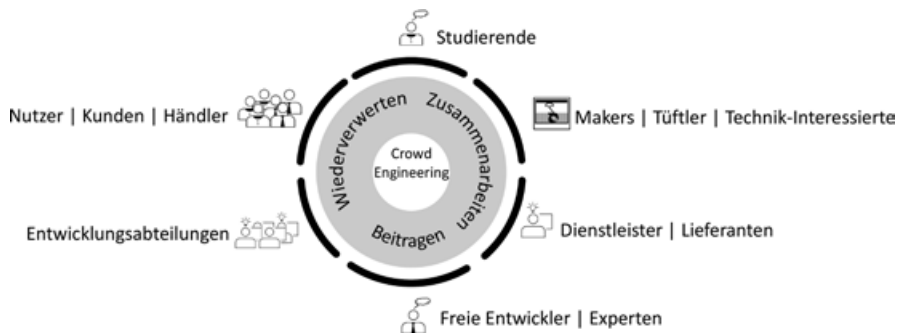 Studierende
Nutzer | Kunden | Händler
Makers | Tüftler | Technik-Interessierte
Wiederverwerten
Zusammenarbeiten
Crowd
Engineering
Beitragen
Entwicklungsabteilungen
Dienstleister | Lieferanten
Freie Entwickler | Experten